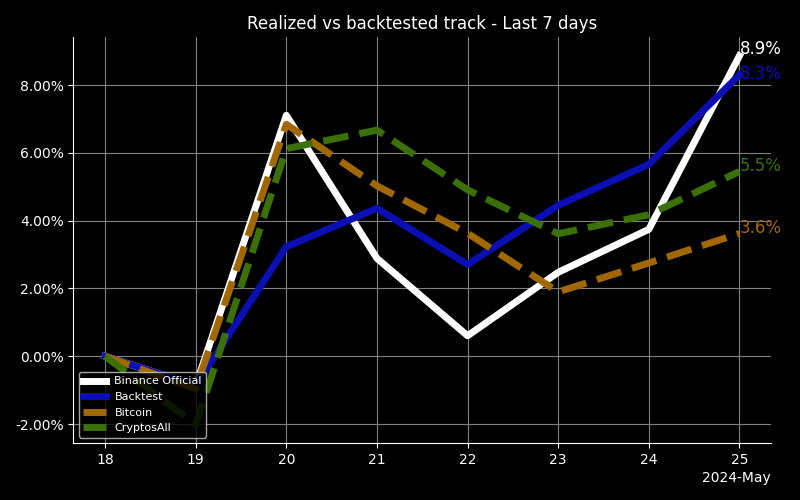 Realized vs backtested track - Last 7 days
8.9%
8.3%
8.00%
6.00%
5.5%
4.00%
3.6%
2.00%
0.00%
-2.00%
Binance Official
Backtest
Bitcoin
CryptosAll
18 19 20 21 22 23 24 25
2024-May